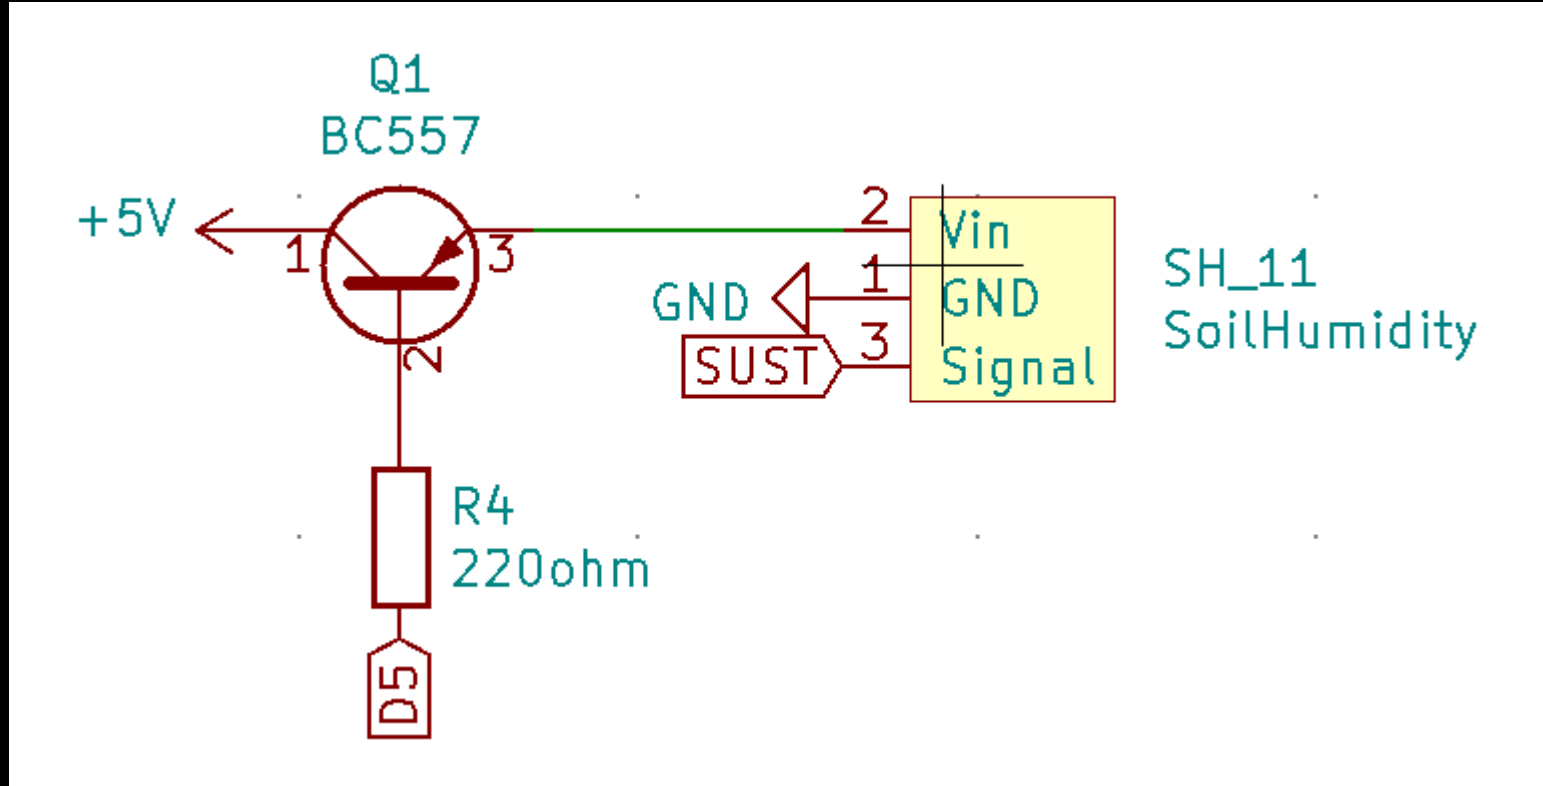 Q1
BC557
+5V
1
3
2
2
Vin
1
GND
GND
3
SUST
Signal
SH_11
SoilHumidity
R4
220ohm
D5